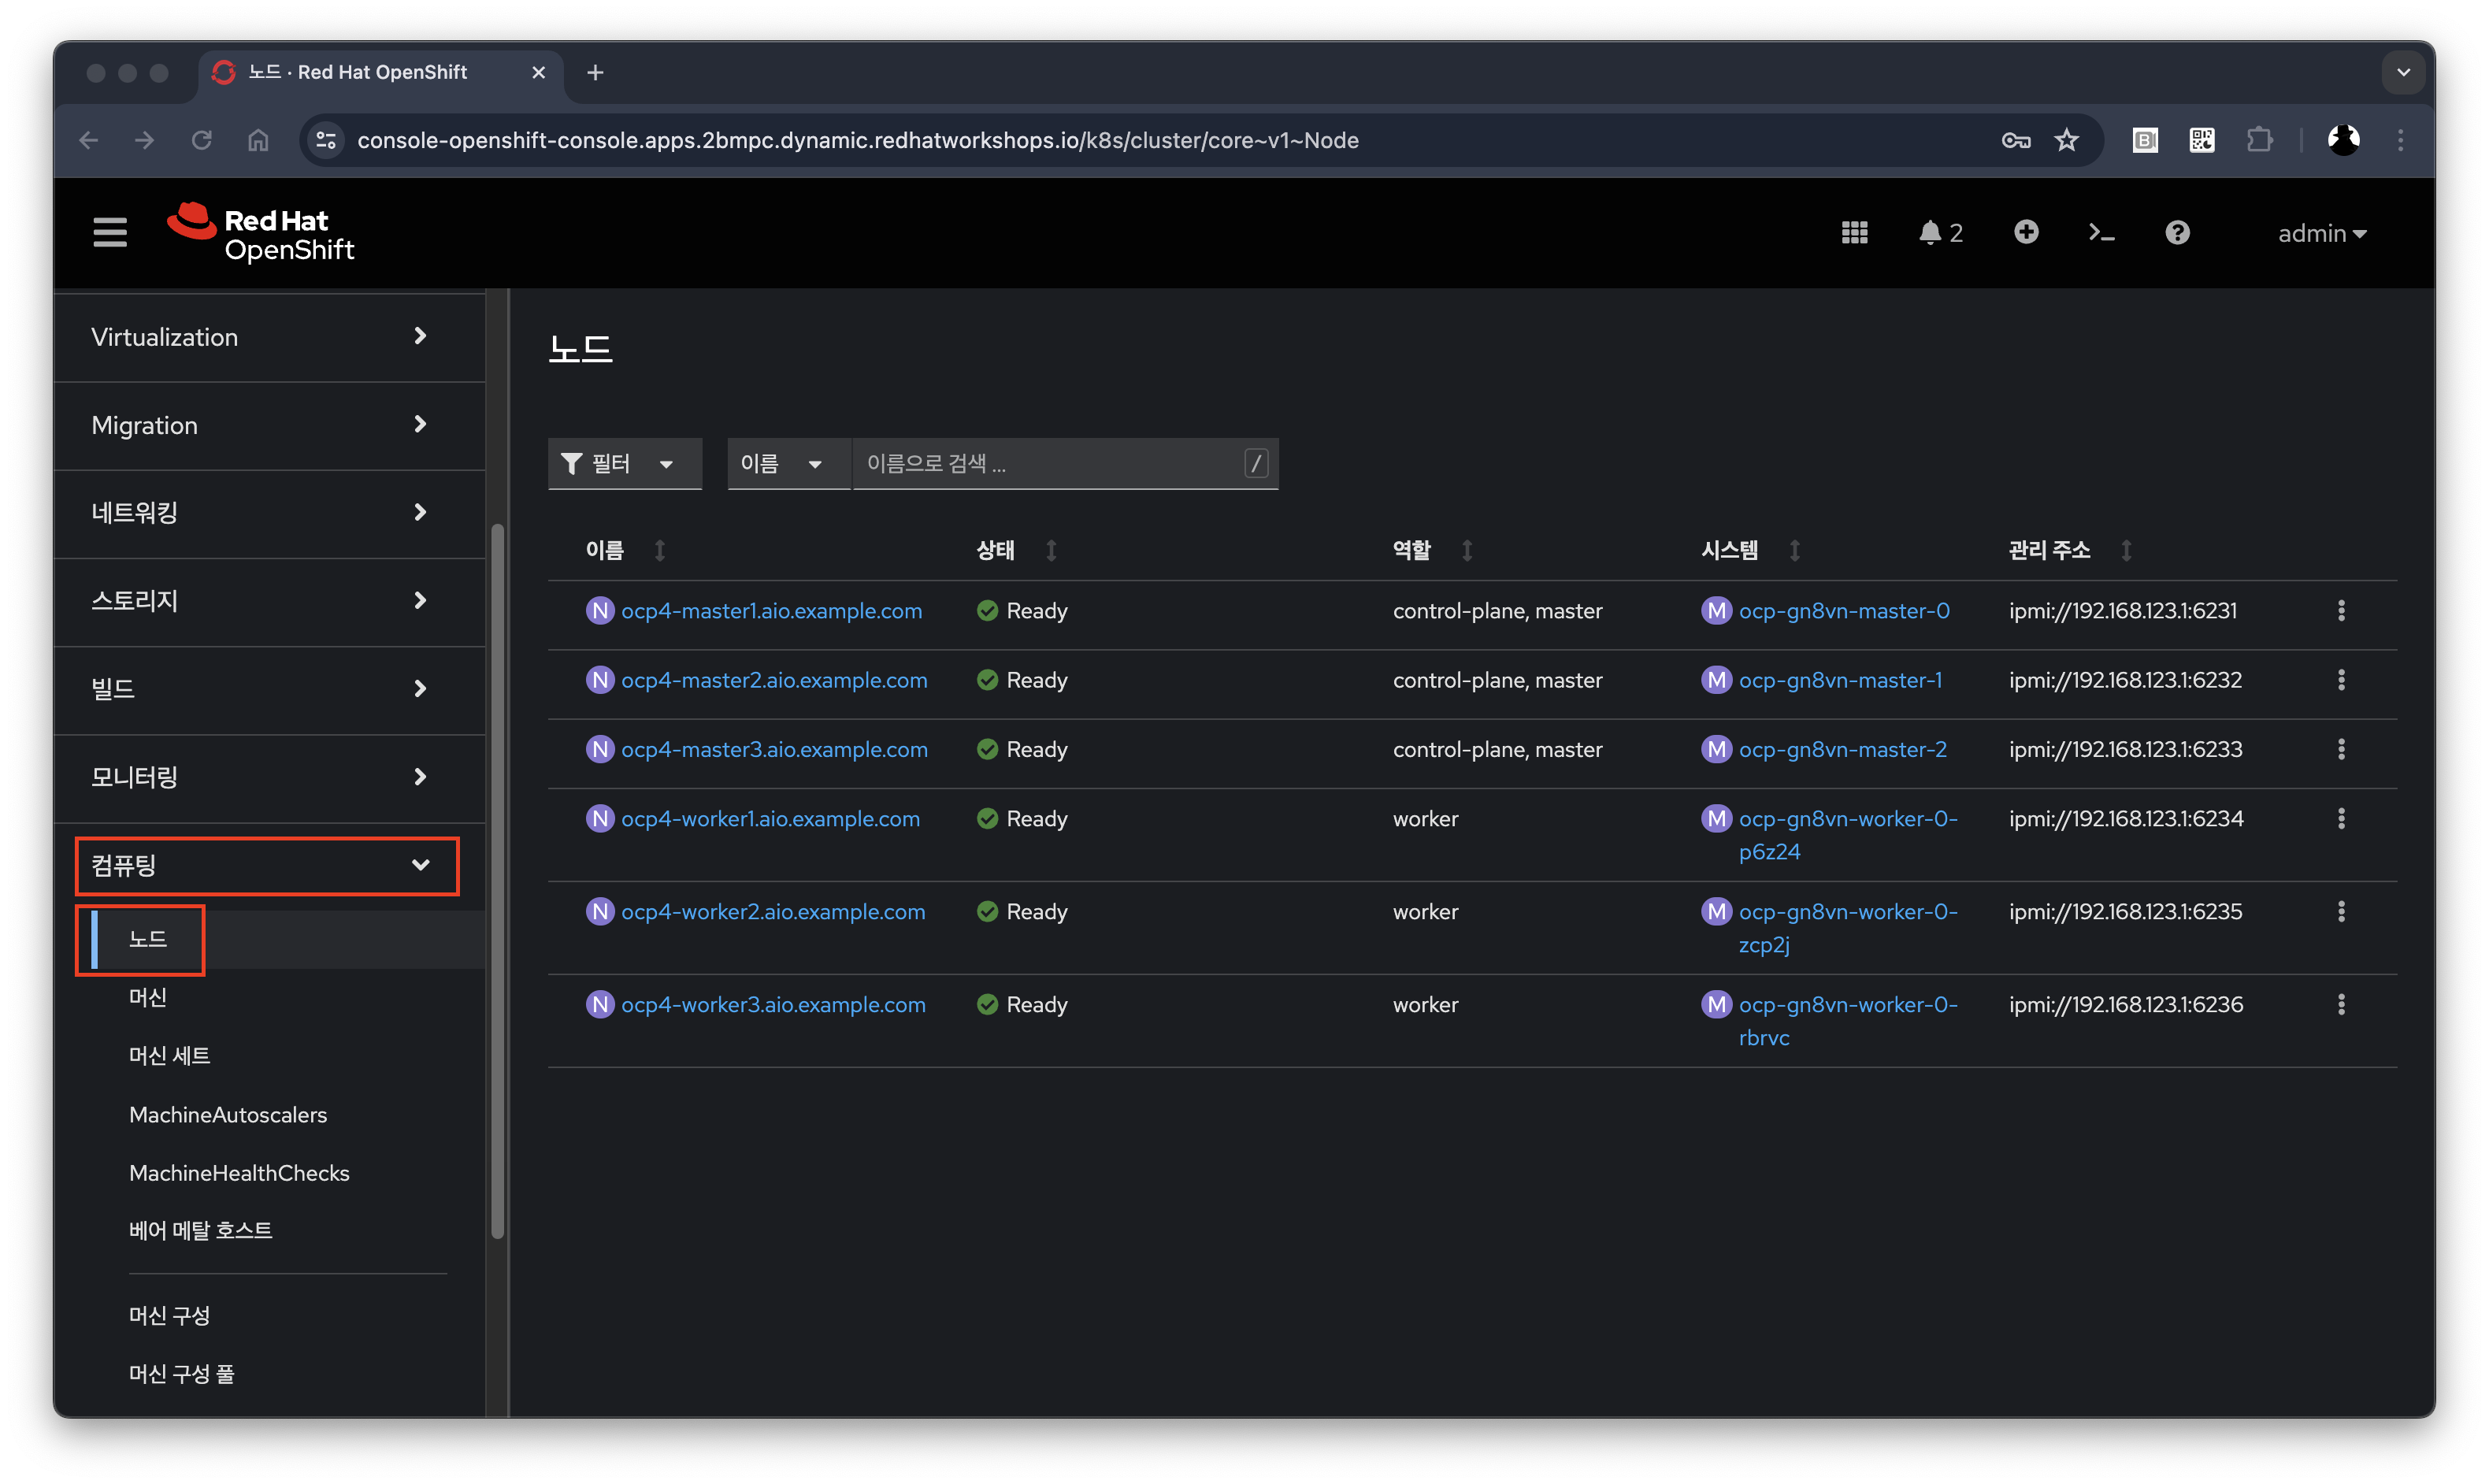 노드 · Red Hat OpenShift
console-openshift-console.apps.2bmpc.dynamic.redhatworkshops.io/k8s/cluster/core~v1~Node
Red Hat
OpenShift
2
admin
Virtualization
Migration
네트워킹
스토리지
빌드
모니터링
컴퓨팅
노드
머신
머신 세트
MachineAutoscalers
MachineHealthChecks
베어 메탈 호스트
머신 구성
머신 구성 풀
노드
필터 이름 이름으로 검색 ... /
이름 상태 역할 시스템 관리 주소
N ocp4-master1.aio.example.com Ready control-plane, master M ocp-gn8vn-master-0 ipmi://192.168.123.1:6231
N ocp4-master2.aio.example.com Ready control-plane, master M ocp-gn8vn-master-1 ipmi://192.168.123.1:6232
N ocp4-master3.aio.example.com Ready control-plane, master M ocp-gn8vn-master-2 ipmi://192.168.123.1:6233
N ocp4-worker1.aio.example.com Ready worker M ocp-gn8vn-worker-0- ipmi://192.168.123.1:6234
p6z24
N ocp4-worker2.aio.example.com Ready worker M ocp-gn8vn-worker-0- ipmi://192.168.123.1:6235
zcp2j
N ocp4-worker3.aio.example.com Ready worker M ocp-gn8vn-worker-0- ipmi://192.168.123.1:6236
rbrvc